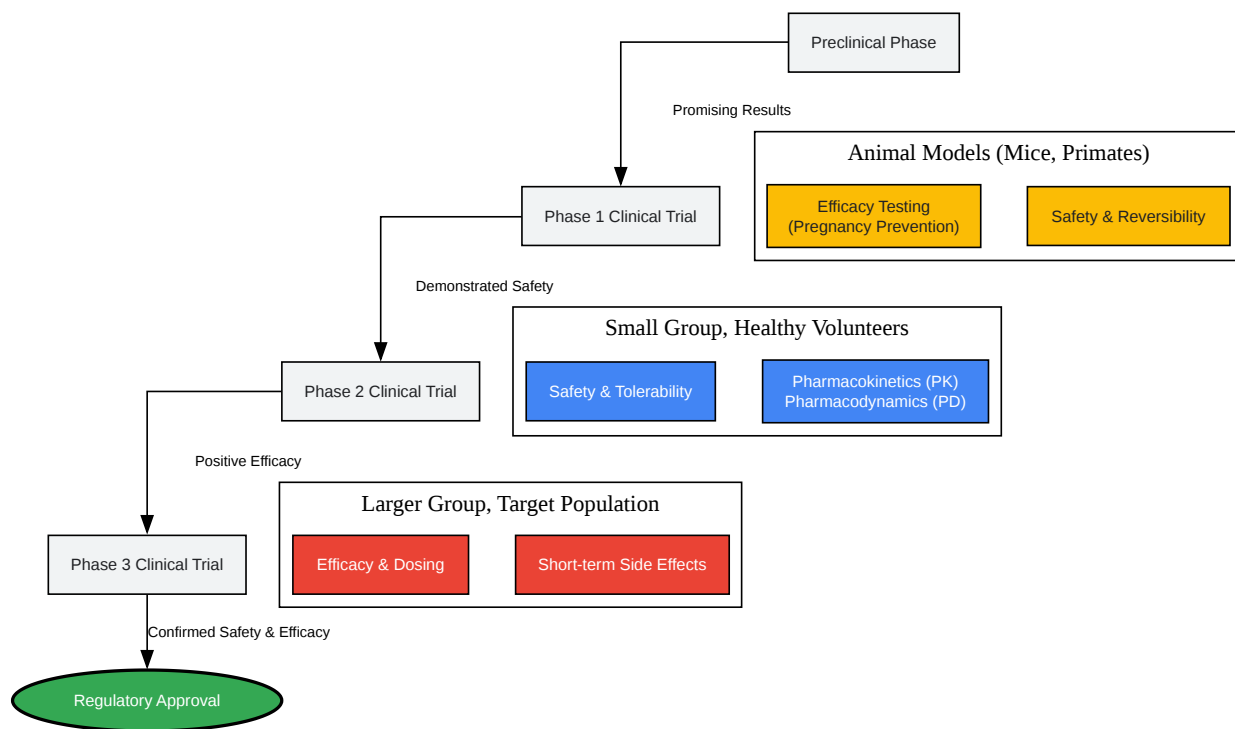 Preclinical Phase
Promising Results
Animal Models (Mice, Primates)
Efficacy Testing
(Pregnancy Prevention)
Safety & Reversibility
Phase 1 Clinical Trial
Demonstrated Safety
Small Group, Healthy Volunteers
Safety & Tolerability
Pharmacokinetics (PK)
Pharmacodynamics (PD)
Phase 2 Clinical Trial
Positive Efficacy
Larger Group, Target Population
Efficacy & Dosing
Short-term Side Effects
Phase 3 Clinical Trial
Confirmed Safety & Efficacy
Regulatory Approval